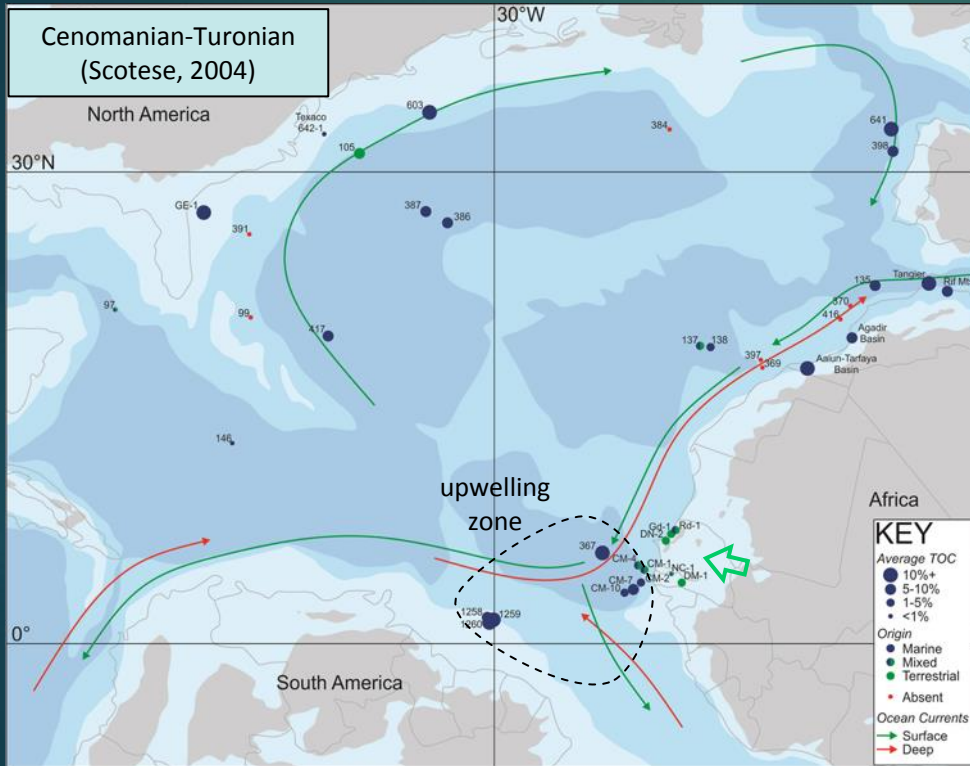 Cenomanian-Turonian
(Scotese, 2004)
30°W
North America
Texaco
642-1
603
105
384
641
398
30°N
GE-1
387
386
391
97
99
417
135
Tangier
Rif Mt
370
416
137
138
Agadir
Basin
397
369
Aaiun-Tarfaya
Basin
146
upwelling
zone
Africa
367
Gd-1
Rd-1
DN-2
CM-4
CM-1
NC-1
CM-7
CM-2
DM-1
CM-10
1258
1259
1260
0°
South America
KEY
Average TOC
10%+
5-10%
1-5%
<1%
Origin
Marine
Mixed
Terrestrial
Absent
Ocean Currents
Surface
Deep